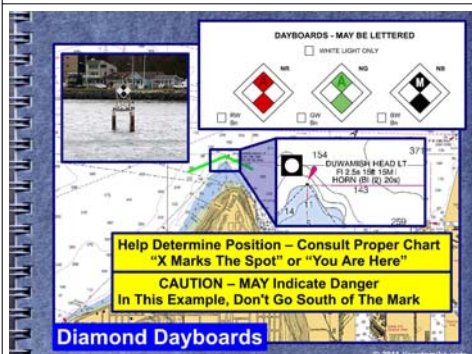 DAYBOARDS - MAY BE LETTERED
WHITE LIGHT ONLY
NR
NG
NB
A
M
RW
Bn
GW
Bn
BW
Bn
154
371
DUWAMISH HEAD LT
Fl 2.5s 15ft 15M
HORN (Bl (2) 20s)
143
14
11
259
Help Determine Position – Consult Proper Chart
“X Marks The Spot” or “You Are Here”
CAUTION – MAY Indicate Danger
In This Example, Don't Go South of The Mark
Diamond Dayboards